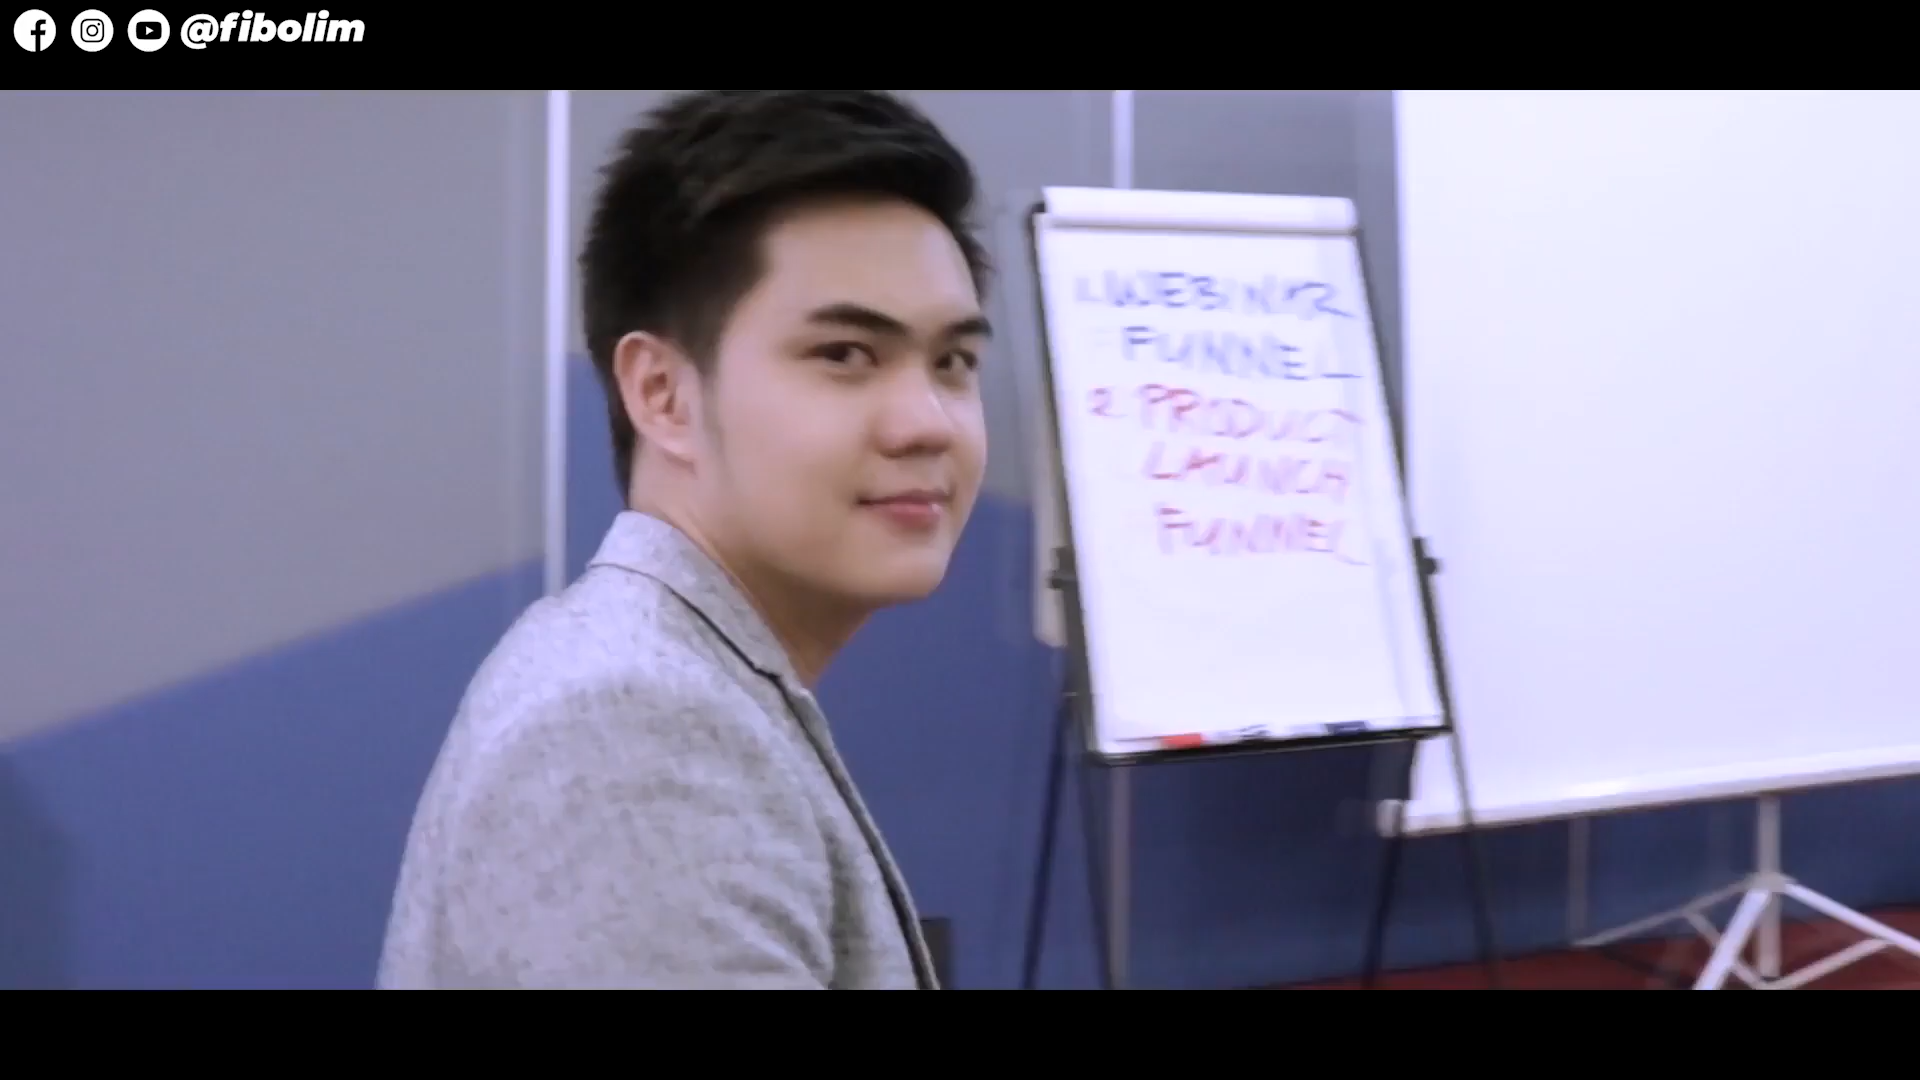 @fibolim
1. WEBINAR
FUNNEL
2. PRODUCT
LAUNCH
FUNNEL